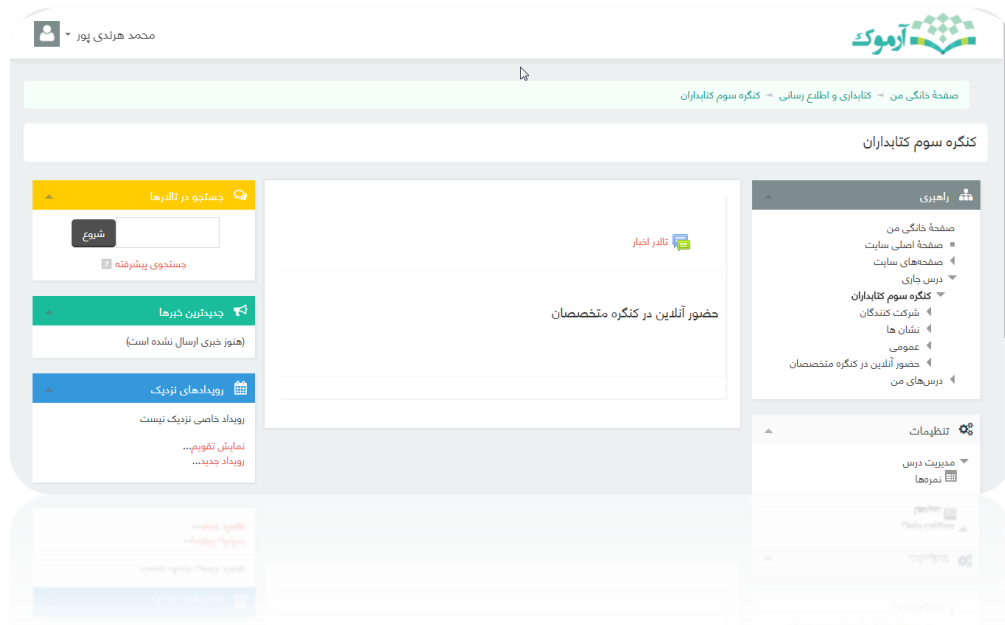 آرموک
محمد هرندی پور
صفحهٔ خانگی من ← کتابداری و اطلاع رسانی ← کنگره سوم کتابداران
کنگره سوم کتابداران
راهبری
صفحهٔ خانگی من
صفحهٔ اصلی سایت
صفحه‌های سایت
درس جاری
کنگره سوم کتابداران
شرکت کنندگان
نشان ها
عمومی
حضور آنلاین در کنگره متخصصان
درس‌های من
تنظیمات
مدیریت درس
نمره‌ها
تالار اخبار
حضور آنلاین در کنگره متخصصان
جستجو در تالارها
شروع
جستجوی پیشرفته
جدیدترین خبرها
(هنوز خبری ارسال نشده است)
رویدادهای نزدیک
رویداد خاصی نزدیک نیست
نمایش تقویم...
رویداد جدید...